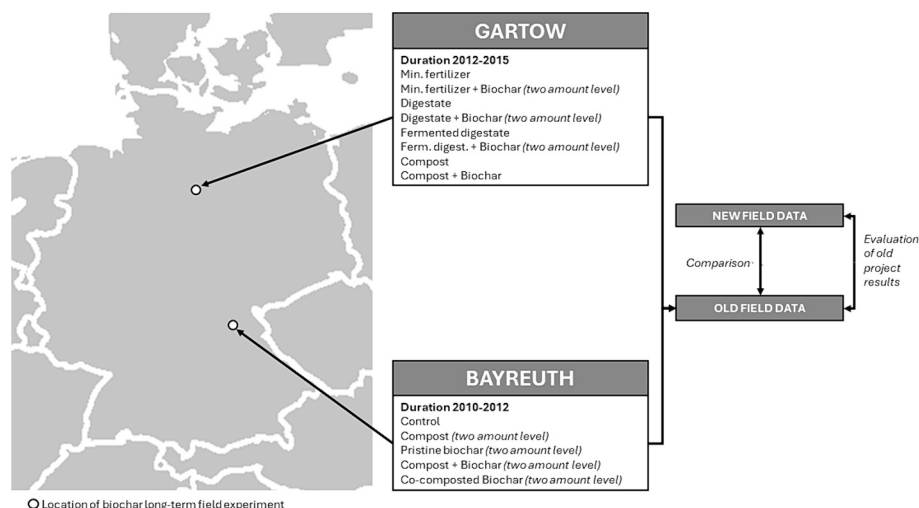 GARTOW
Duration 2012-2015
Min. fertilizer
Min. fertilizer + Biochar (two amount level)
Digestate
Digestate + Biochar (two amount level)
Fermented digestate
Ferm. digest. + Biochar (two amount level)
Compost
Compost + Biochar
NEW FIELD DATA
Comparison
Evaluation
of old
project
results
OLD FIELD DATA
BAYREUTH
Duration 2010-2012
Control
Compost (two amount level)
Pristine biochar (two amount level)
Compost + Biochar (two amount level)
Co-composted Biochar (two amount level)
Location of biochar long-term field experiment